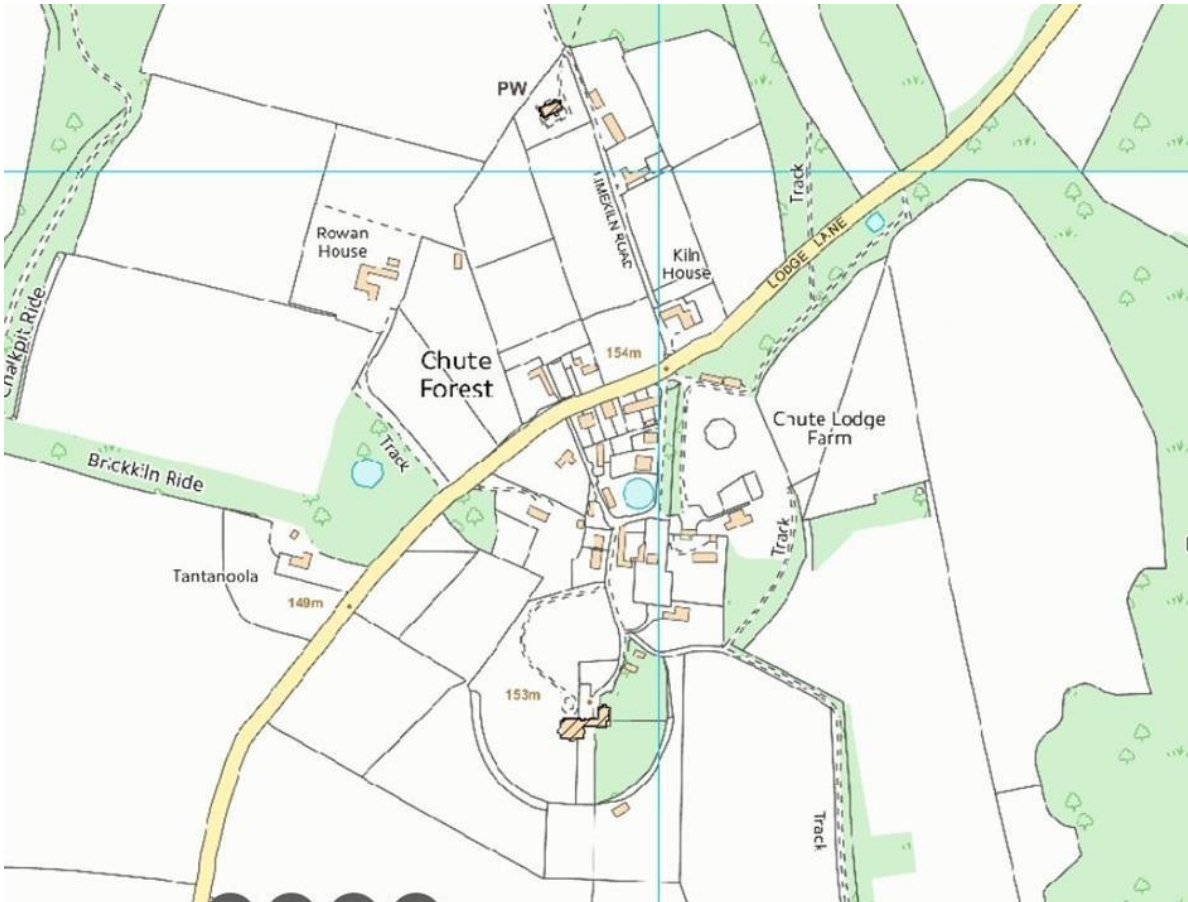 PW
Track
LIMEKILN ROAD
Rowan
House
LODGE LANE
Kiln
House
Chalkpit Ride
154m
Chute
Forest
Chute Lodge
Farm
Track
Brickkiln Ride
Track
Tantanoola
149m
153m
Track